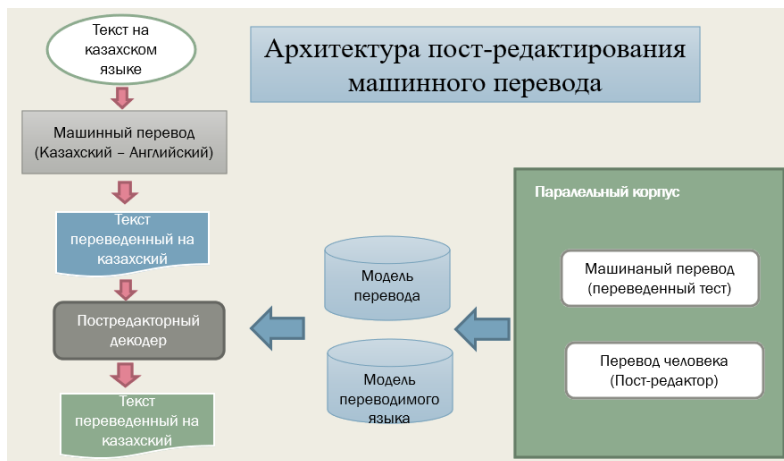 Текст на
казахском
языке
Архитектура пост-редактирования
машинного перевода
Машинный перевод
(Казахский – Английский)
Текст
переведенный на
казахский
Постредакторный
декодер
Текст
переведенный на
казахский
Модель
перевода
Модель
переводимого
языка
Паралельный корпус
Машинаный перевод
(переведенный тест)
Перевод человека
(Пост-редактор)